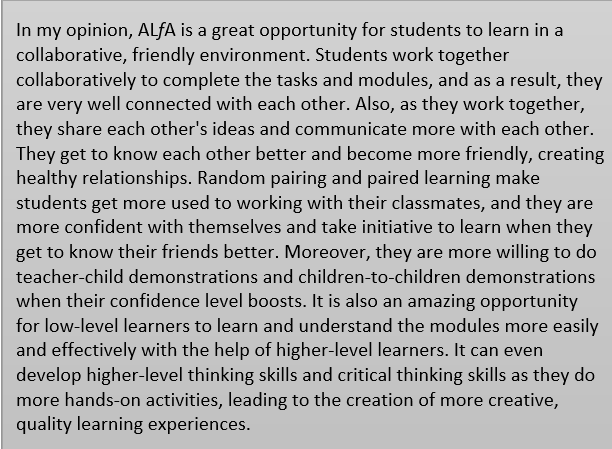 In my opinion, ALfA is a great opportunity for students to learn in a
collaborative, friendly environment. Students work together
collaboratively to complete the tasks and modules, and as a result, they
are very well connected with each other. Also, as they work together,
they share each other's ideas and communicate more with each other.
They get to know each other better and become more friendly, creating
healthy relationships. Random pairing and paired learning make
students get more used to working with their classmates, and they are
more confident with themselves and take initiative to learn when they
get to know their friends better. Moreover, they are more willing to do
teacher-child demonstrations and children-to-children demonstrations
when their confidence level boosts. It is also an amazing opportunity
for low-level learners to learn and understand the modules more easily
and effectively with the help of higher-level learners. It can even
develop higher-level thinking skills and critical thinking skills as they do
more hands-on activities, leading to the creation of more creative,
quality learning experiences.